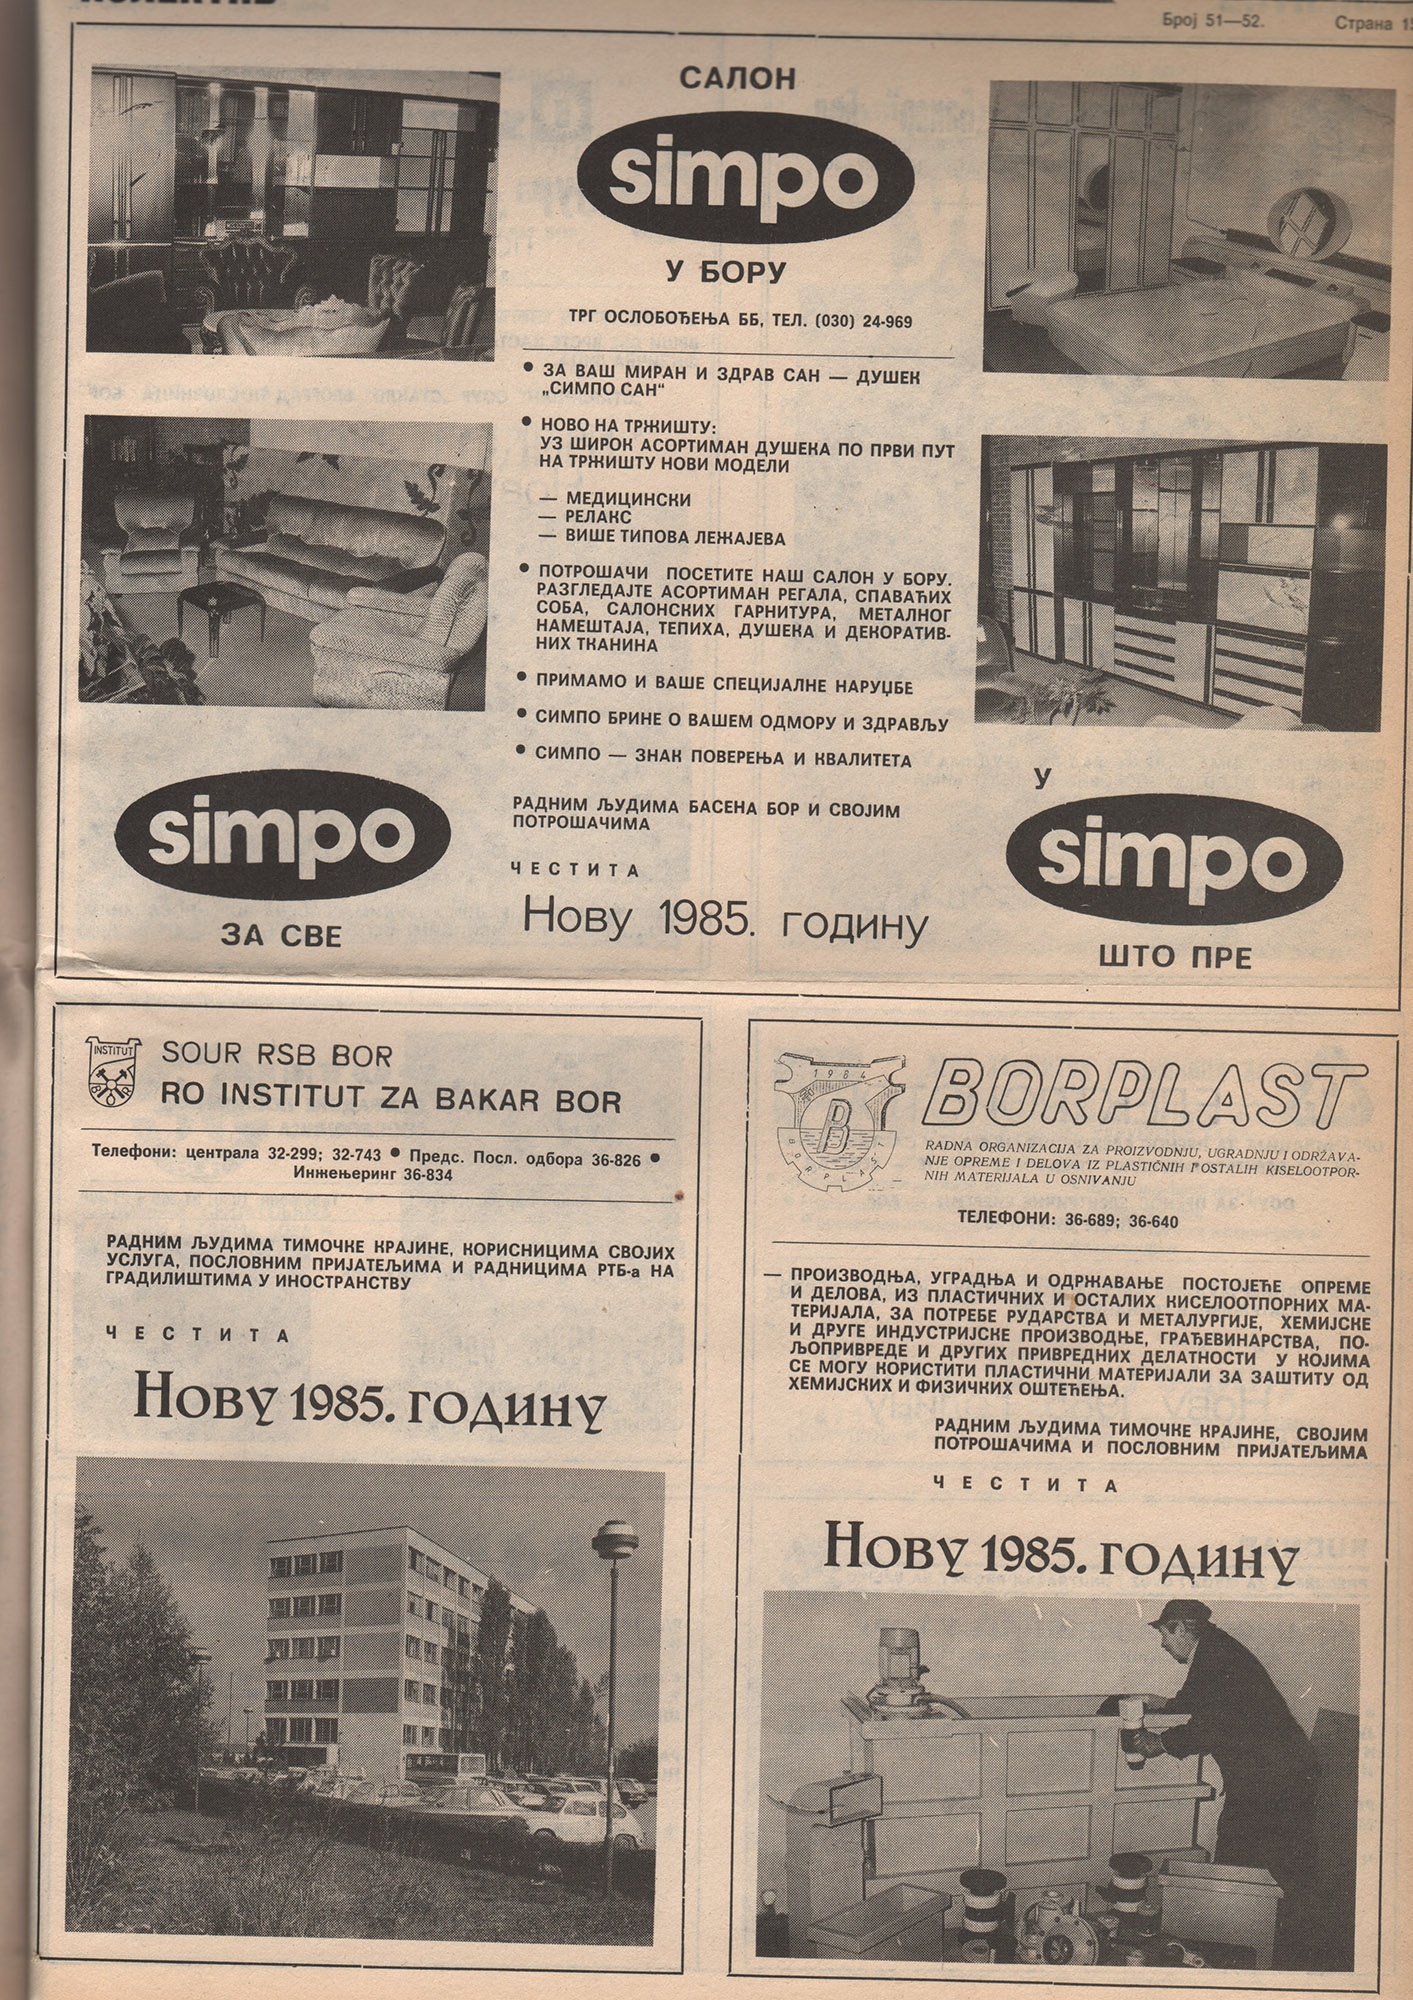 Број 51—52.
Страна 15
САЛОН
simpo
У БОРУ
ТРГ ОСЛОБОЂЕЊА ББ, ТЕЛ. (030) 24-969
• ЗА ВАШ МИРАН И ЗДРАВ САН — ДУШЕК
„СИМПО САН“
• НОВО НА ТРЖИШТУ:
УЗ ШИРОК АСОРТИМАН ДУШЕКА ПО ПРВИ ПУТ
НА ТРЖИШТУ НОВИ МОДЕЛИ
— МЕДИЦИНСКИ
— РЕЛАКС
— ВИШЕ ТИПОВА ЛЕЖАЈЕВА
• ПОТРОШАЧИ ПОСЕТИТЕ НАШ САЛОН У БОРУ.
РАЗГЛЕДАЈТЕ АСОРТИМАН РЕГАЛА, СПАВАЋИХ
СОБА, САЛОНСКИХ ГАРНИТУРА, МЕТАЛНОГ
НАМЕШТАЈА, ТЕПИХА, ДУШЕКА И ДЕКОРАТИВ-
НИХ ТКАНИНА
• ПРИМАМО И ВАШЕ СПЕЦИЈАЛНЕ НАРУЏБЕ
• СИМПО БРИНЕ О ВАШЕМ ОДМОРУ И ЗДРАВЉУ
• СИМПО — ЗНАК ПОВЕРЕЊА И КВАЛИТЕТА
РАДНИМ ЉУДИМА БАСЕНА БОР И СВОЈИМ
ПОТРОШАЧИМА
ЧЕСТИТА
Нову 1985. годину
simpo
ЗА СВЕ
У
simpo
ШТО ПРЕ
INSTITUT
BOR
SOUR RSB BOR
RO INSTITUT ZA BAKAR BOR
Телефони: централа 32-299; 32-743 • Предс. Посл. одбора 36-826 •
Иннењеринг 36-834
РАДНИМ ЉУДИМА ТИМОЧКЕ КРАЈИНЕ, КОРИСНИЦИМА СВОЈИХ
УСЛУГА, ПОСЛОВНИМ ПРИЈАТЕЉИМА И РАДНИЦИМА РТБ-а НА
ГРАДИЛИШТИМА У ИНОСТРАНСТВУ
ЧЕСТИТА
Нову 1985. годину
1984
B
BORPLAST
BORPLAST
RADNA ORGANIZACIJA ZA PROIZVODNJU, UGRADNJU I ODRŽAVA-
NJE OPREME I DELOVA IZ PLASTIČNIH I OSTALIH KISELOOTPOR-
NIH MATERIJALA U OSNIVANJU
ТЕЛЕФОНИ: 36-689; 36-640
— ПРОИЗВОДЊА, УГРАДЊА И ОДРЖАВАЊЕ ПОСТОЈЕЋЕ ОПРЕМЕ
И ДЕЛОВА, ИЗ ПЛАСТИЧНИХ И ОСТАЛИХ КИСЕЛООТПОРНИХ МА-
ТЕРИЈАЛА, ЗА ПОТРЕБЕ РУДАРСТВА И МЕТАЛУРГИЈЕ, ХЕМИЈСКЕ
И ДРУГЕ ИНДУСТРИЈСКЕ ПРОИЗВОДЊЕ, ГРАЂЕВИНАРСТВА, ПО-
ЉОПРИВРЕДЕ И ДРУГИХ ПРИВРЕДНИХ ДЕЛАТНОСТИ У КОЈИМА
СЕ МОГУ КОРИСТИТИ ПЛАСТИЧНИ МАТЕРИЈАЛИ ЗА ЗАШТИТУ ОД
ХЕМИЈСКИХ И ФИЗИЧКИХ ОШТЕЋЕЊА.
РАДНИМ ЉУДИМА ТИМОЧКЕ КРАЈИНЕ, СВОЈИМ
ПОТРОШАЧИМА И ПОСЛОВНИМ ПРИЈАТЕЉИМА
ЧЕСТИТА
Нову 1985. годину